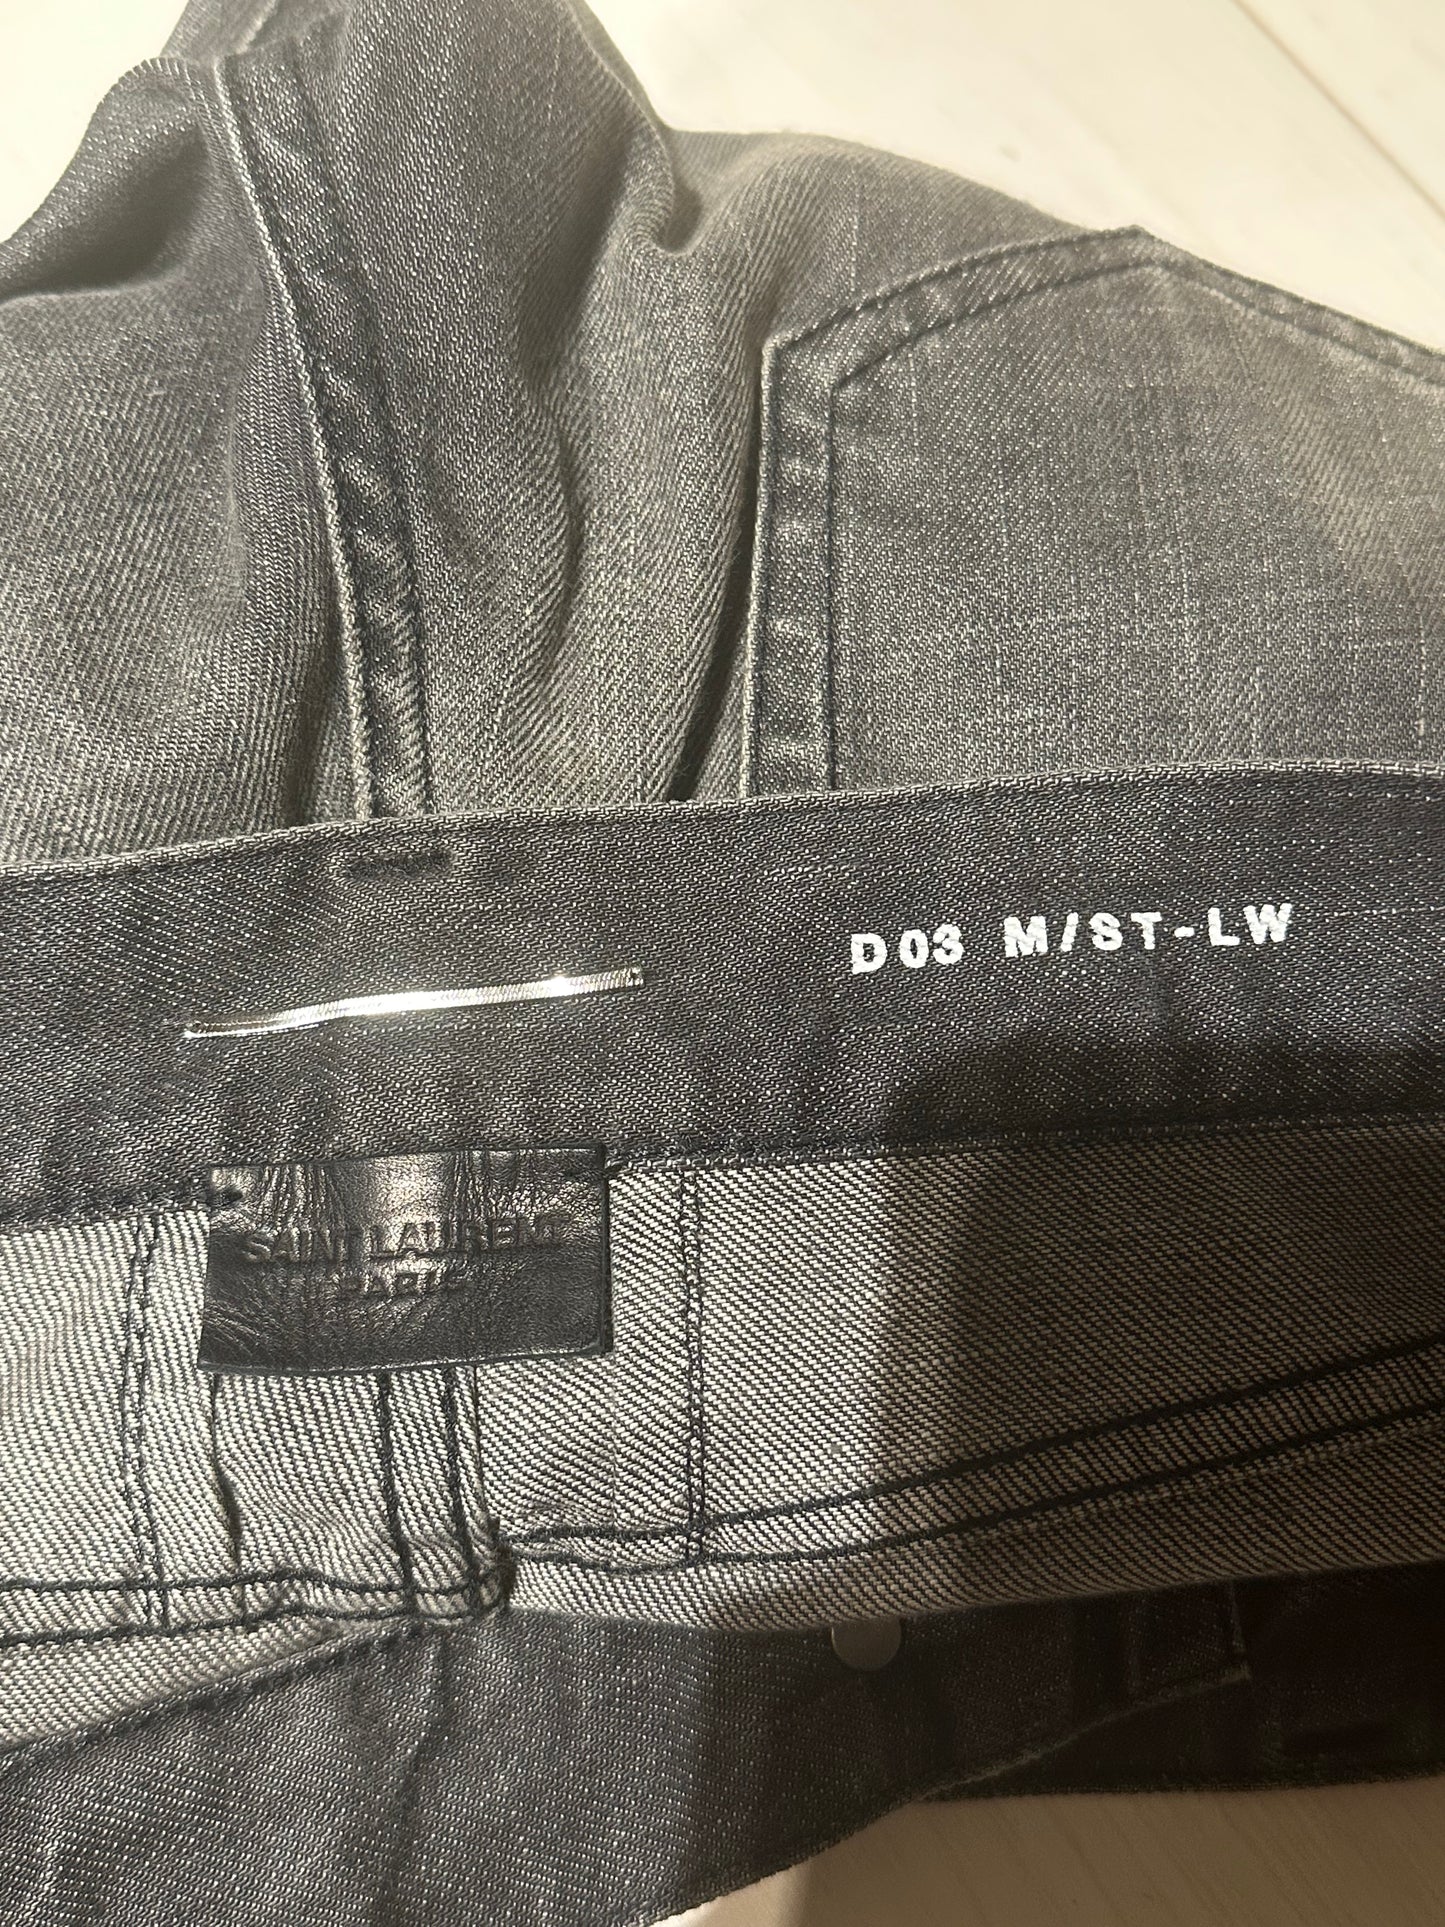 D03 M/ST-LW
SAINT LAURENT
PARIS